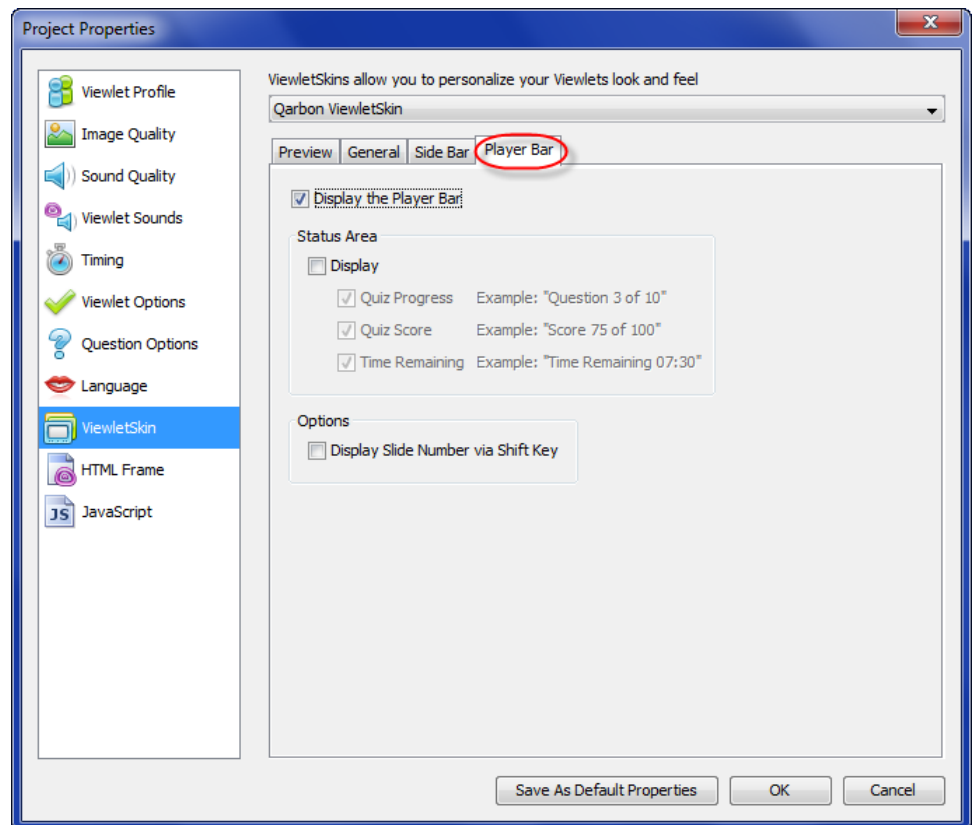 Project Properties
Viewlet Profile
Image Quality
Sound Quality
Viewlet Sounds
Timing
Viewlet Options
Question Options
Language
ViewletSkin
HTML Frame
JS JavaScript
ViewletSkins allow you to personalize your Viewlets look and feel
Qarbon ViewletSkin
Preview General Side Bar Player Bar
Display the Player Bar
Status Area
Display
Quiz Progress Example: "Question 3 of 10"
Quiz Score Example: "Score 75 of 100"
Time Remaining Example: "Time Remaining 07:30"
Options
Display Slide Number via Shift Key
Save As Default Properties OK Cancel